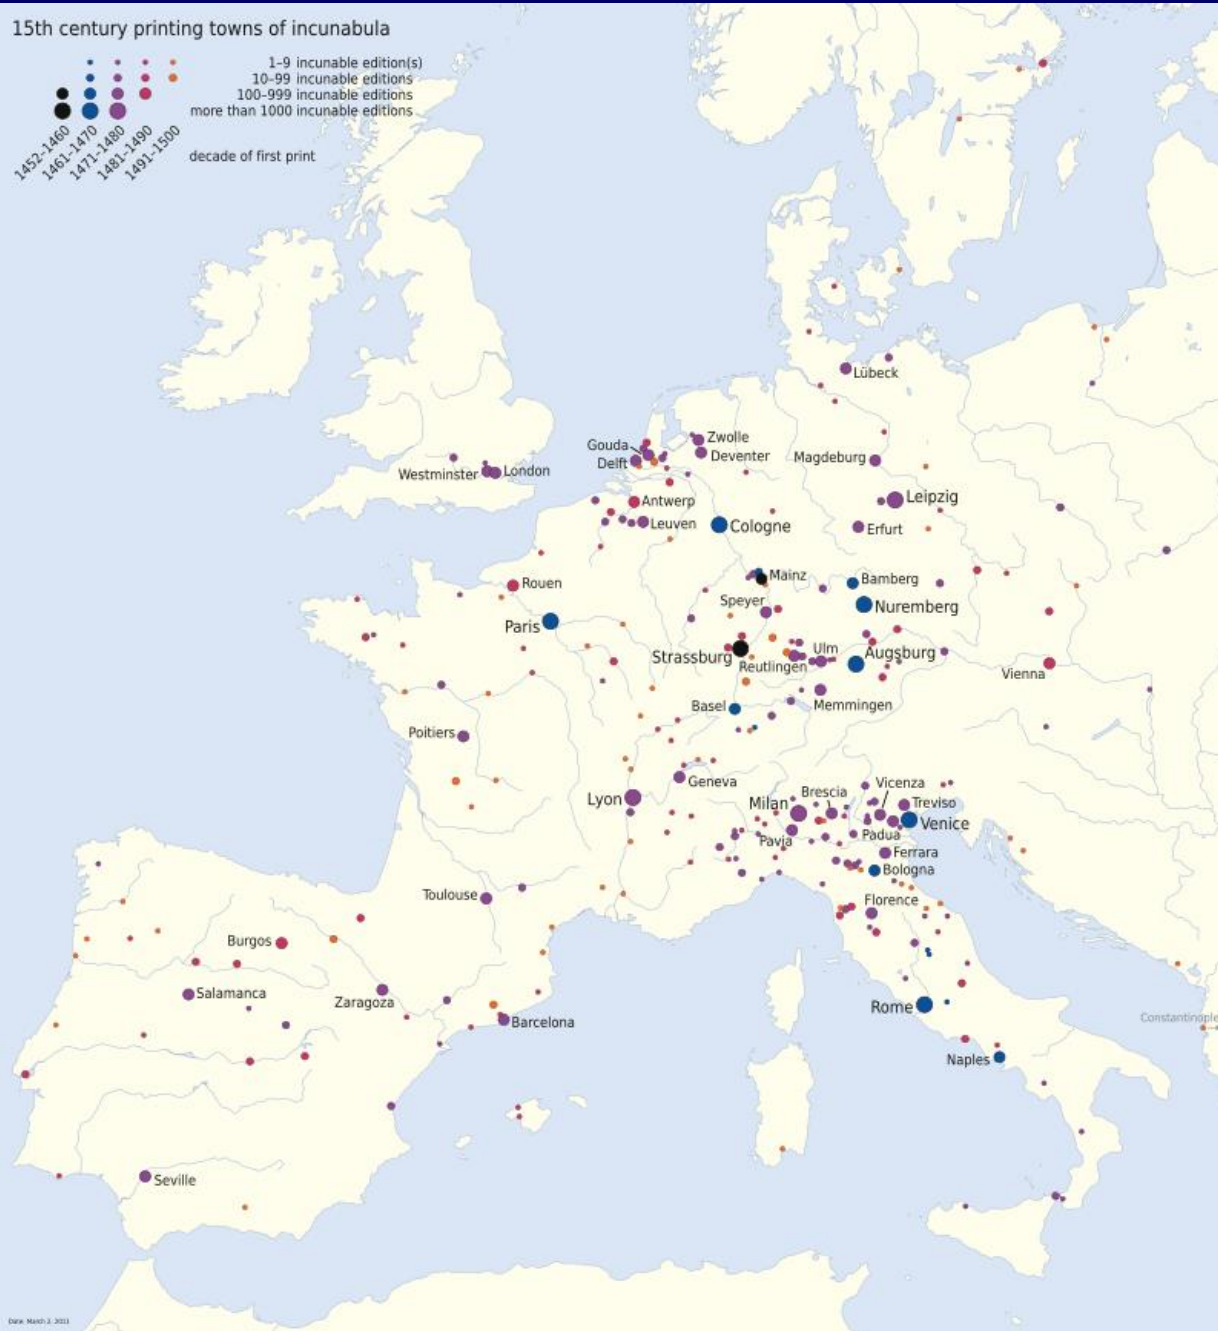 15th century printing towns of incunabula
1–9 incunable edition(s)
10–99 incunable editions
100–999 incunable editions
more than 1000 incunable editions
1452–1460
1461–1470
1471–1480
1481–1490
1491–1500
decade of first print
Lübeck
Gouda
Zwolle
Delft
Deventer
Magdeburg
Westminster
London
Antwerp
Leipzig
Leuven
Cologne
Erfurt
Rouen
Mainz
Bamberg
Speyer
Nuremberg
Paris
Strassburg
Ulm
Augsburg
Reutlingen
Vienna
Basel
Memmingen
Poitiers
Geneva
Lyon
Milan
Brescia
Vicenza
Treviso
Venice
Pavia
Padua
Ferrara
Bologna
Toulouse
Florence
Burgos
Salamanca
Zaragoza
Rome
Barcelona
Constantinople
Naples
Seville
Date: March 2, 2011